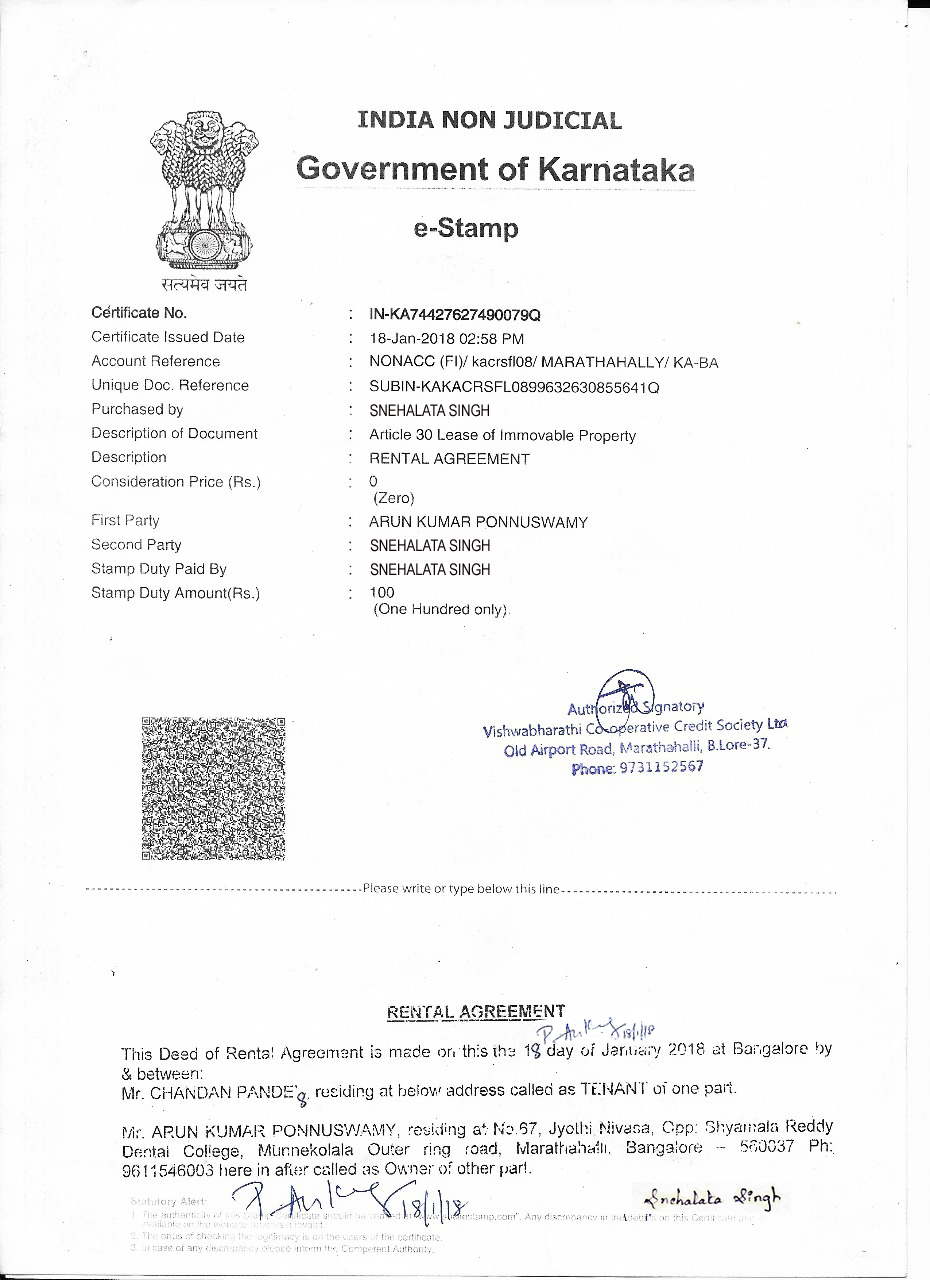 INDIA NON JUDICIAL
Government of Karnataka
e-Stamp
सत्यमेव जयते
Certificate No. : IN-KA74427627490079Q
Certificate Issued Date : 18-Jan-2018 02:58 PM
Account Reference : NONACC (FI)/ kacrsfl08/ MARATHAHALLY/ KA-BA
Unique Doc. Reference : SUBIN-KAKACRSFL0899632630855641Q
Purchased by : SNEHALATA SINGH
Description of Document : Article 30 Lease of Immovable Property
Description : RENTAL AGREEMENT
Consideration Price (Rs.) : 0
(Zero)
First Party : ARUN KUMAR PONNUSWAMY
Second Party : SNEHALATA SINGH
Stamp Duty Paid By : SNEHALATA SINGH
Stamp Duty Amount(Rs.) : 100
(One Hundred only)
Authorized Signatory
Vishwabharathi Co-operative Credit Society Ltd
Old Airport Road, Marathahalli, B.Lore-37.
Phone: 9731152567
Please write or type below this line
RENTAL AGREEMENT
18/1/18
This Deed of Rental Agreement is made on this the 18 day of January 2018 at Bangalore by
& between:
Mr. CHANDAN PANDEy, residing at below address called as TENANT of one part.
Mr. ARUN KUMAR PONNUSWAMY, residing at No.67, Jyothi Nivasa, Opp: Shyamala Reddy
Dental College, Munnekolala Outer ring road, Marathahalli, Bangalore – 560037 Ph:
9611546003 here in after called as Owner of other part.
18/1/18
Snehalata Singh
Statutory Alert:
1. The authenticity of this Any discrepancy in the details on this Certificate
available on the website renders it invalid.
2. The onus of checking the legitimacy is on the users of the certificate.
3. In case of any discrepancy please inform the Competent Authority.